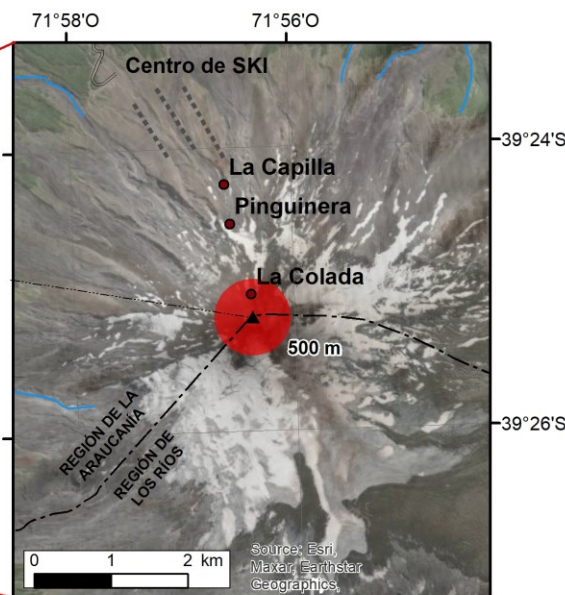 71°58'O
71°56'O
Centro de SKI
39°24'S
La Capilla
Pinguinera
La Colada
500 m
REGIÓN DE LA
ARAUCANÍA
REGIÓN DE
LOS RIOS
39°26'S
0 1 2 km
Source: Esri,
Maxar, Earthstar
Geographics,